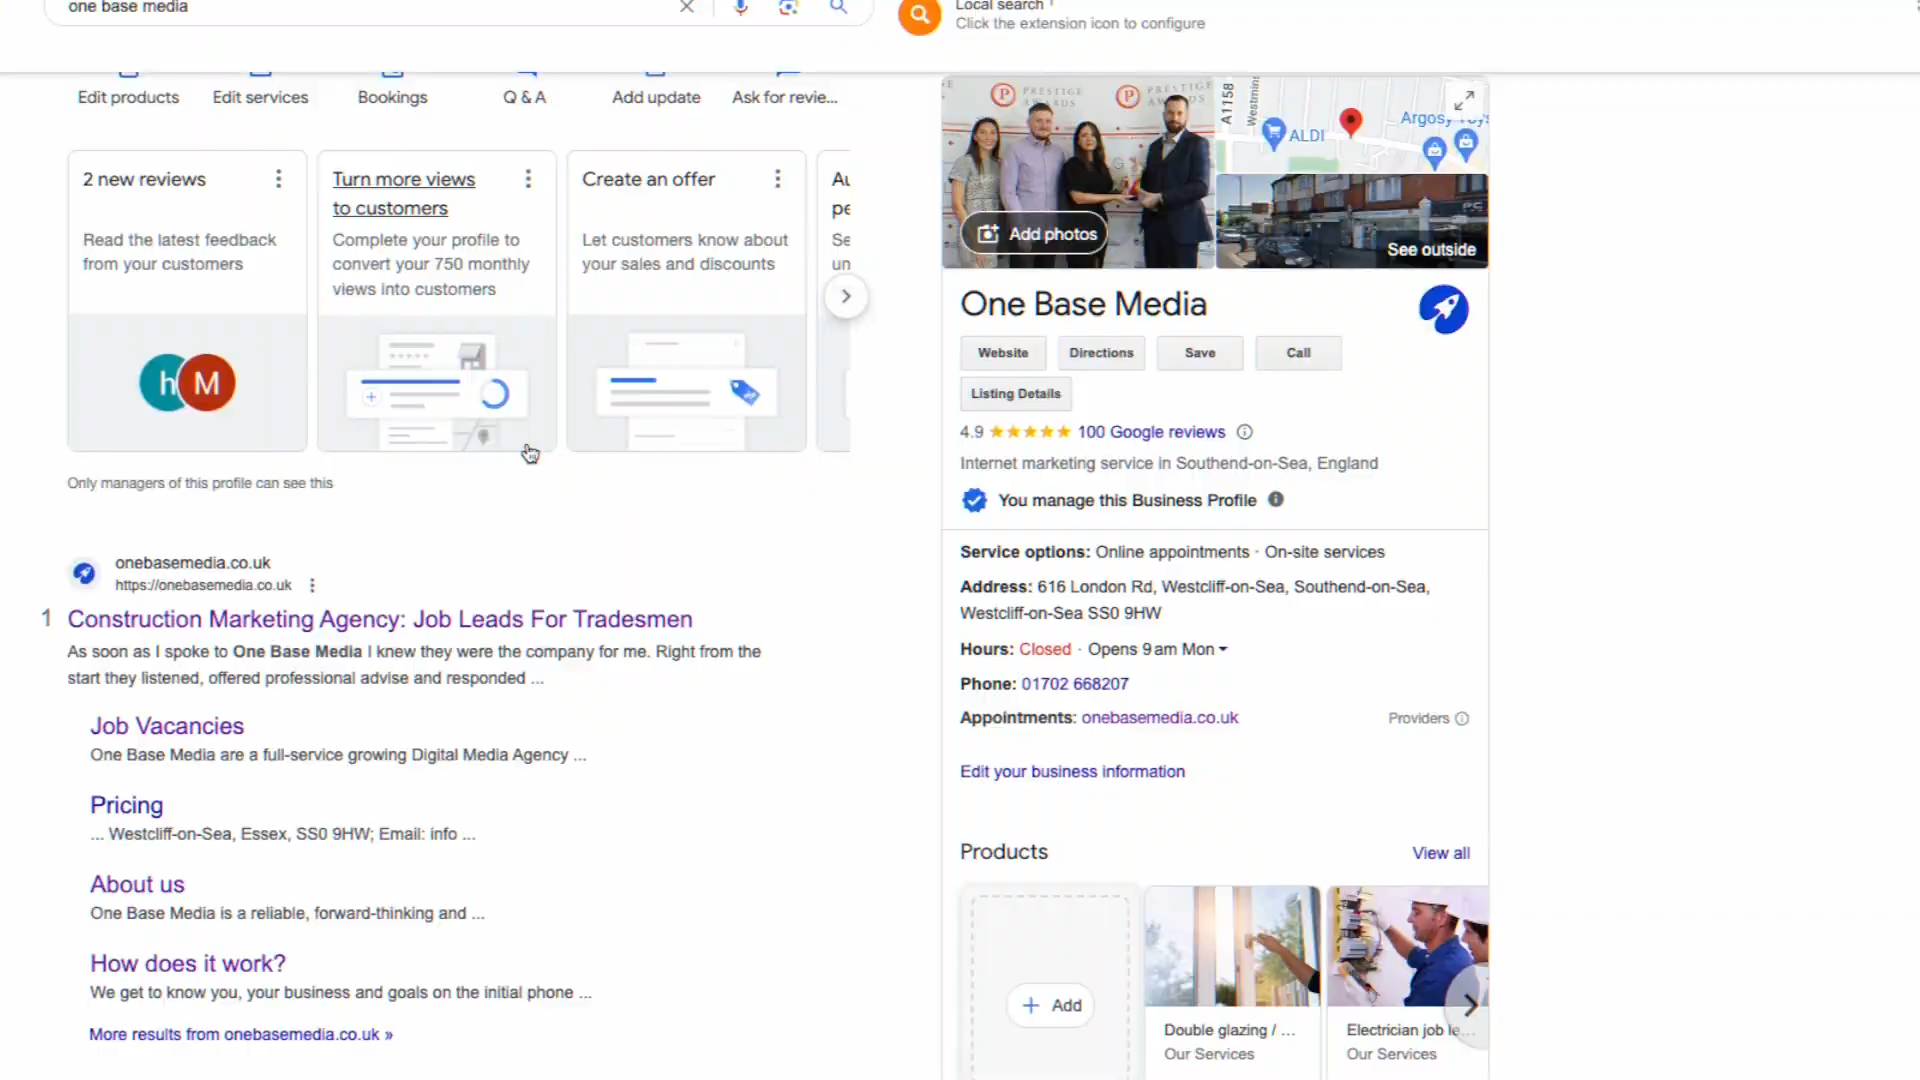 one base media
Local search
Click the extension icon to configure
Edit products
Edit services
Bookings
Q & A
Add update
Ask for revie...
2 new reviews
Read the latest feedback
from your customers
h M
Turn more views
to customers
Complete your profile to
convert your 750 monthly
views into customers
Create an offer
Let customers know about
your sales and discounts
Only managers of this profile can see this
onebasemedia.co.uk
https://onebasemedia.co.uk
1 Construction Marketing Agency: Job Leads For Tradesmen
As soon as I spoke to One Base Media I knew they were the company for me. Right from the
start they listened, offered professional advise and responded ...
Job Vacancies
One Base Media are a full-service growing Digital Media Agency ...
Pricing
... Westcliff-on-Sea, Essex, SS0 9HW; Email: info ...
About us
One Base Media is a reliable, forward-thinking and ...
How does it work?
We get to know you, your business and goals on the initial phone ...
More results from onebasemedia.co.uk »
PRESTIGE
AWARDS
PRESTIGE
AWARDS
Add photos
A1158
ALDI
See outside
One Base Media
Website
Directions
Save
Call
Listing Details
4.9 100 Google reviews
Internet marketing service in Southend-on-Sea, England
You manage this Business Profile
Service options: Online appointments · On-site services
Address: 616 London Rd, Westcliff-on-Sea, Southend-on-Sea,
Westcliff-on-Sea SS0 9HW
Hours: Closed · Opens 9 am Mon
Phone: 01702 668207
Appointments: onebasemedia.co.uk
Providers
Edit your business information
Products
View all
+ Add
Double glazing / ...
Our Services
Electrician job le...
Our Services